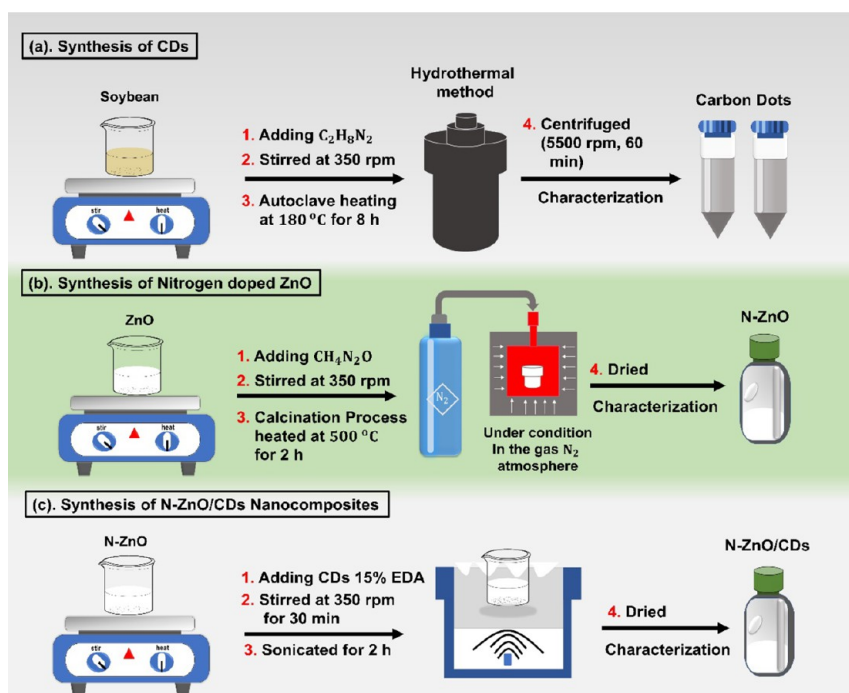 (a). Synthesis of CDs
Soybean
stir
heat
1. Adding C₂H₈N₂
2. Stirred at 350 rpm
3. Autoclave heating
at 180 °C for 8 h
Hydrothermal
method
4. Centrifuged
(5500 rpm, 60
min)
Characterization
Carbon Dots
(b). Synthesis of Nitrogen doped ZnO
ZnO
stir
heat
1. Adding CH₄N₂O
2. Stirred at 350 rpm
3. Calcination Process
heated at 500 °C
for 2 h
N₂
Under condition
In the gas N₂
atmosphere
4. Dried
Characterization
N-ZnO
(c). Synthesis of N-ZnO/CDs Nanocomposites
N-ZnO
stir
heat
1. Adding CDs 15% EDA
2. Stirred at 350 rpm
for 30 min
3. Sonicated for 2 h
4. Dried
Characterization
N-ZnO/CDs